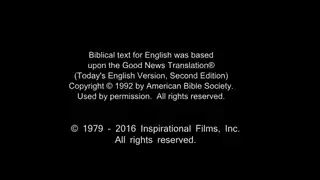 Biblical text for English was based
upon the Good News Translation®
(Today's English Version, Second Edition)
Copyright © 1992 by American Bible Society.
Used by permission. All rights reserved.
© 1979 - 2016 Inspirational Films, Inc.
All rights reserved.